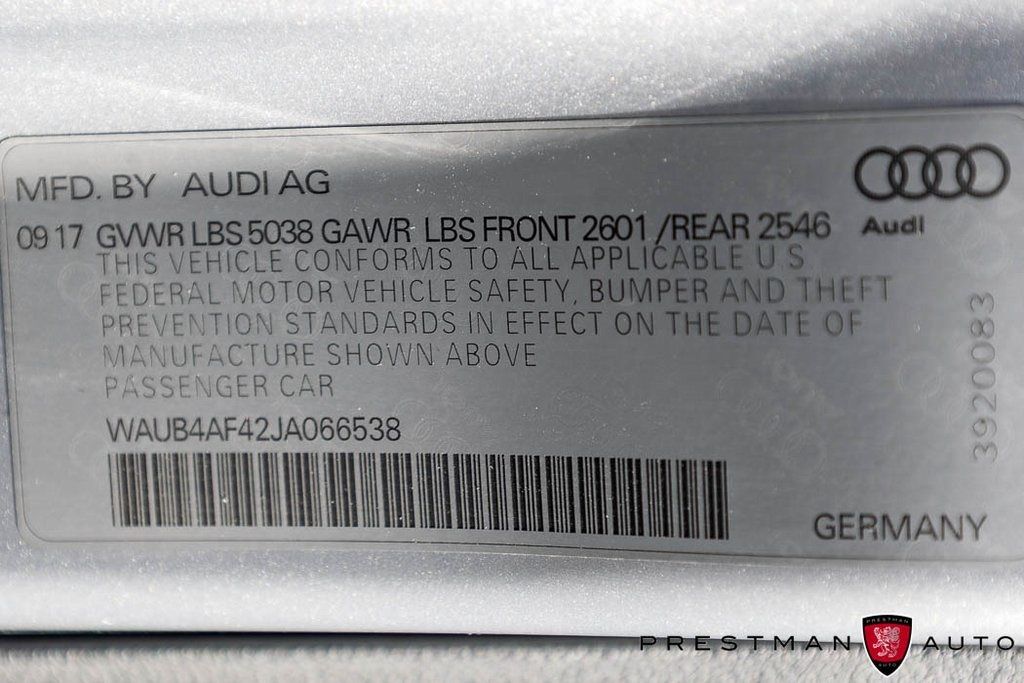 MFD. BY AUDI AG
09 17 GVWR LBS 5038 GAWR LBS FRONT 2601 /REAR 2546
Audi
THIS VEHICLE CONFORMS TO ALL APPLICABLE U S
FEDERAL MOTOR VEHICLE SAFETY, BUMPER AND THEFT
PREVENTION STANDARDS IN EFFECT ON THE DATE OF
MANUFACTURE SHOWN ABOVE
PASSENGER CAR
WAUB4AF42JA066538
3920083
GERMANY
PRESTMAN PRESTMAN AUTO AUTO